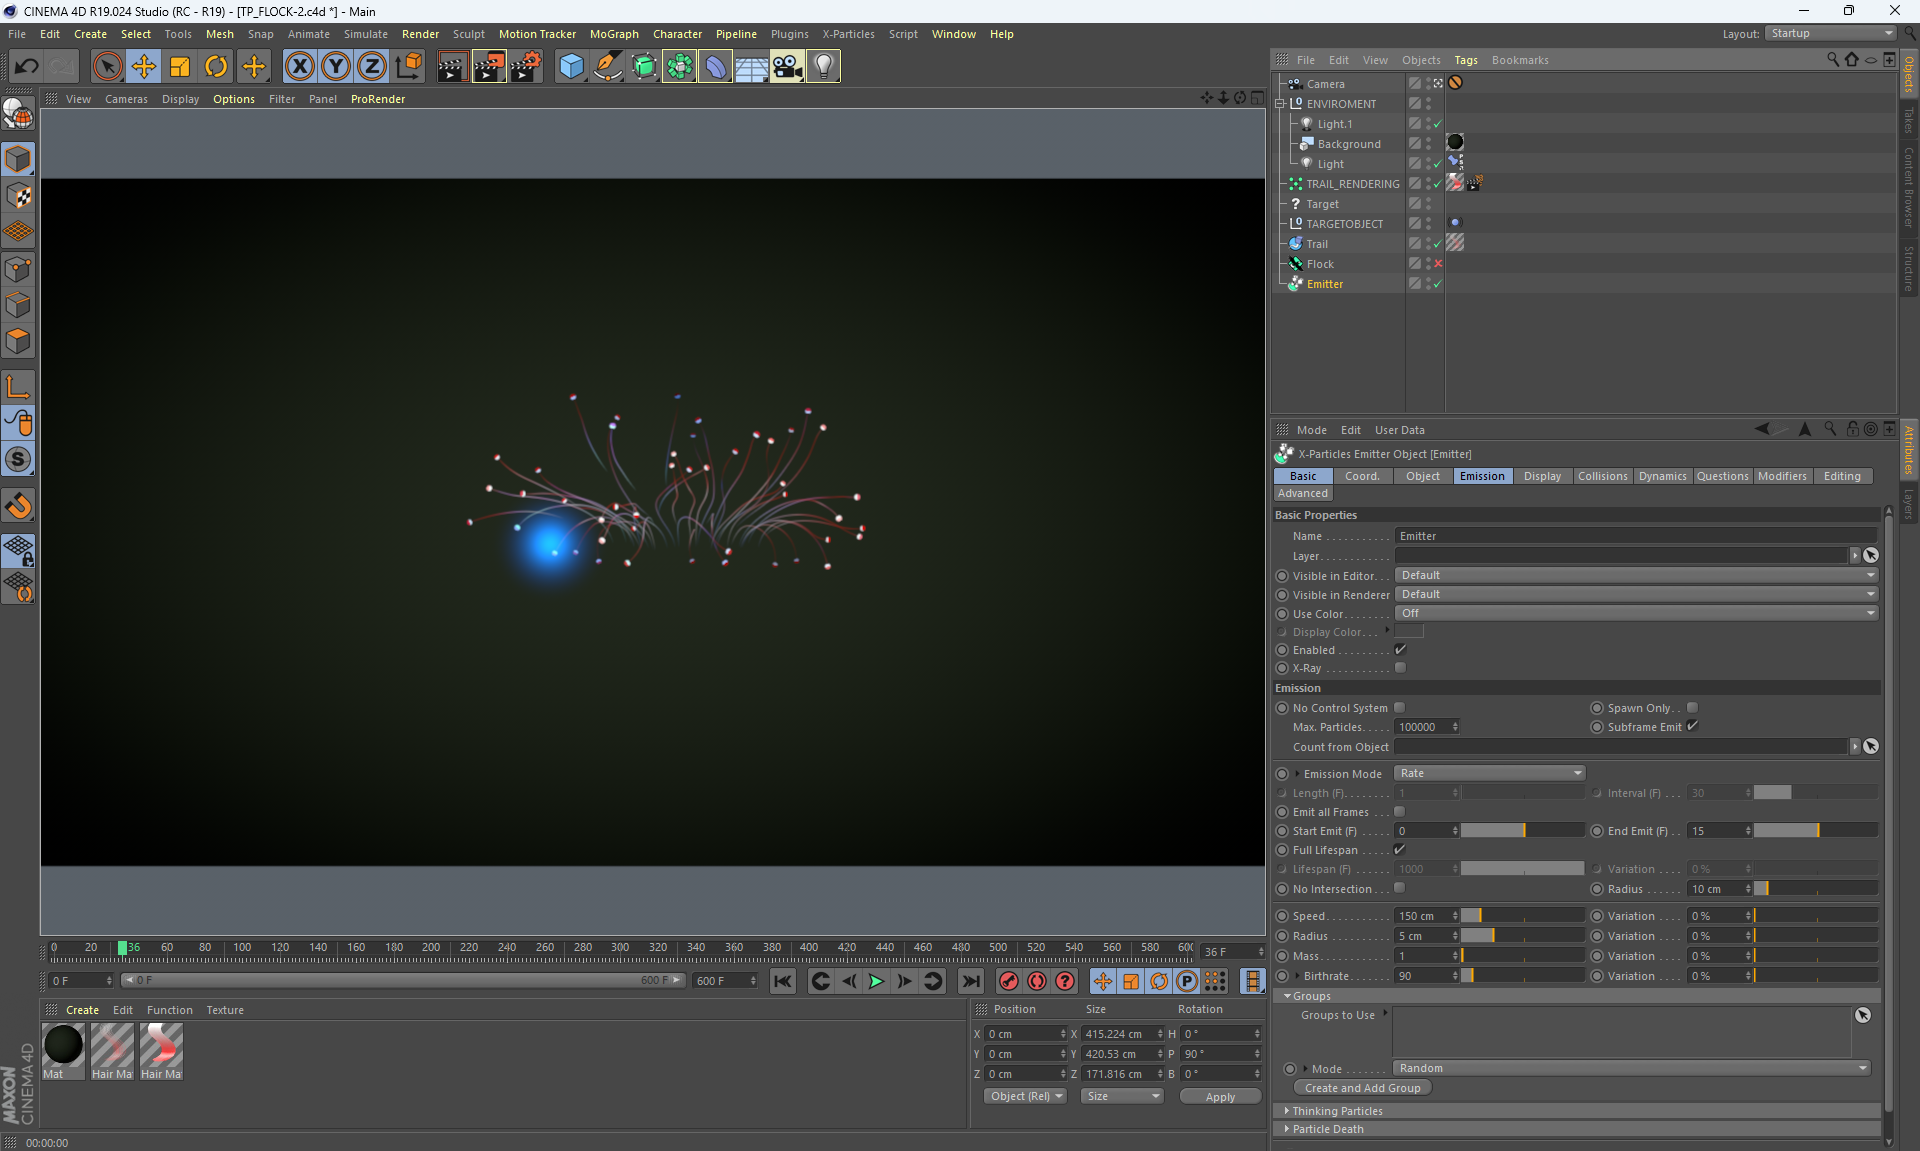 CINEMA 4D R19.024 Studio (RC - R19) - [TP_FLOCK-2.c4d *] - Main
File Edit Create Select Tools Mesh Snap Animate Simulate Render Sculpt Motion Tracker MoGraph Character Pipeline Plugins X-Particles Script Window Help
Layout: Startup
View Cameras Display Options Filter Panel ProRender
File Edit View Objects Tags Bookmarks
Camera
ENVIROMENT
Light.1
Background
Light
TRAIL_RENDERING
Target
TARGETOBJECT
Trail
Flock
Emitter
Objects
Takes
Content Browser
Structure
Attributes
Layers
Mode Edit User Data
X-Particles Emitter Object [Emitter]
Basic Coord. Object Emission Display Collisions Dynamics Questions Modifiers Editing
Advanced
Basic Properties
Name . . . . . . . . . . . Emitter
Layer. . . . . . . . . . . .
Visible in Editor. . . Default
Visible in Renderer Default
Use Color. . . . . . . . Off
Display Color. . .
Enabled . . . . . . . . .
X-Ray . . . . . . . . . . .
Emission
No Control System Spawn Only. .
Max. Particles. . . . . 100000 Subframe Emit
Count from Object
Emission Mode Rate
Length (F). . . . . . . . 1 Interval (F) . . . 30
Emit all Frames . . .
Start Emit (F) . . . . . 0 End Emit (F) . . 15
Full Lifespan . . . . .
Lifespan (F) . . . . . . 1000 Variation . . . . 0 %
No Intersection . . . Radius . . . . . . 10 cm
Speed. . . . . . . . . . . 150 cm Variation . . . . 0 %
Radius . . . . . . . . . . 5 cm Variation . . . . 0 %
Mass. . . . . . . . . . . . 1 Variation . . . . 0 %
Birthrate. . . . . . . 90 Variation . . . . 0 %
Groups
Groups to Use
Mode . . . . . . . Random
Create and Add Group
Thinking Particles
Particle Death
0 20 36 60 80 100 120 140 160 180 200 220 240 260 280 300 320 340 360 380 400 420 440 460 480 500 520 540 560 580 600
36 F
0 F 0 F 600 F 600 F
Create Edit Function Texture
Mat Hair Mat Hair Mat
MAXON
CINEMA 4D
Position Size Rotation
X 0 cm X 415.224 cm H 0 °
Y 0 cm Y 420.53 cm P 90 °
Z 0 cm Z 171.816 cm B 0 °
Object (Rel) Size Apply
00:00:00